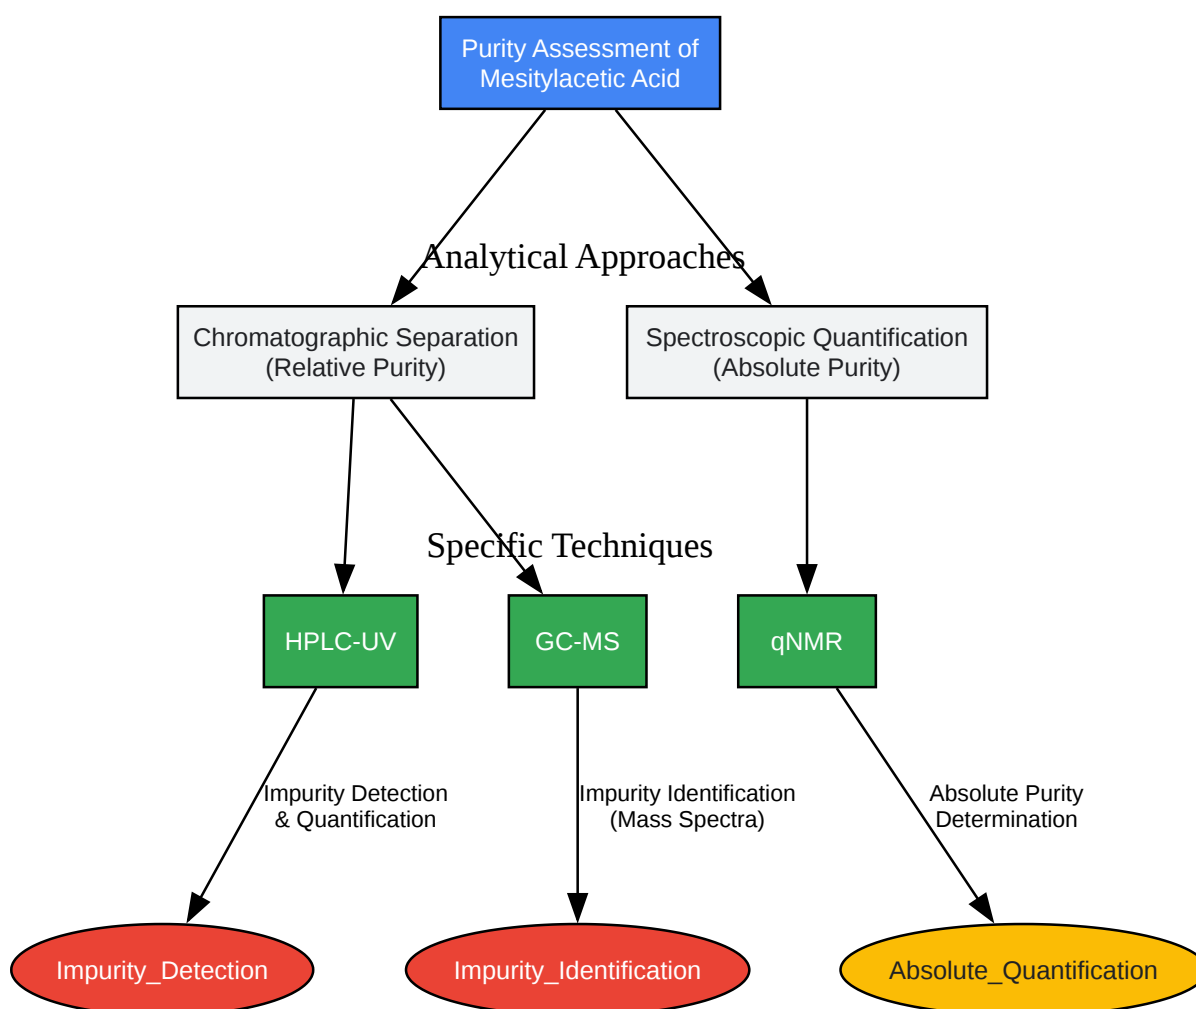 Purity Assessment of
Mesitylacetic Acid
Analytical Approaches
Chromatographic Separation
(Relative Purity)
Spectroscopic Quantification
(Absolute Purity)
Specific Techniques
HPLC-UV
GC-MS
qNMR
Impurity Detection
& Quantification
Impurity Identification
(Mass Spectra)
Absolute Purity
Determination
Impurity_Detection
Impurity_Identification
Absolute_Quantification